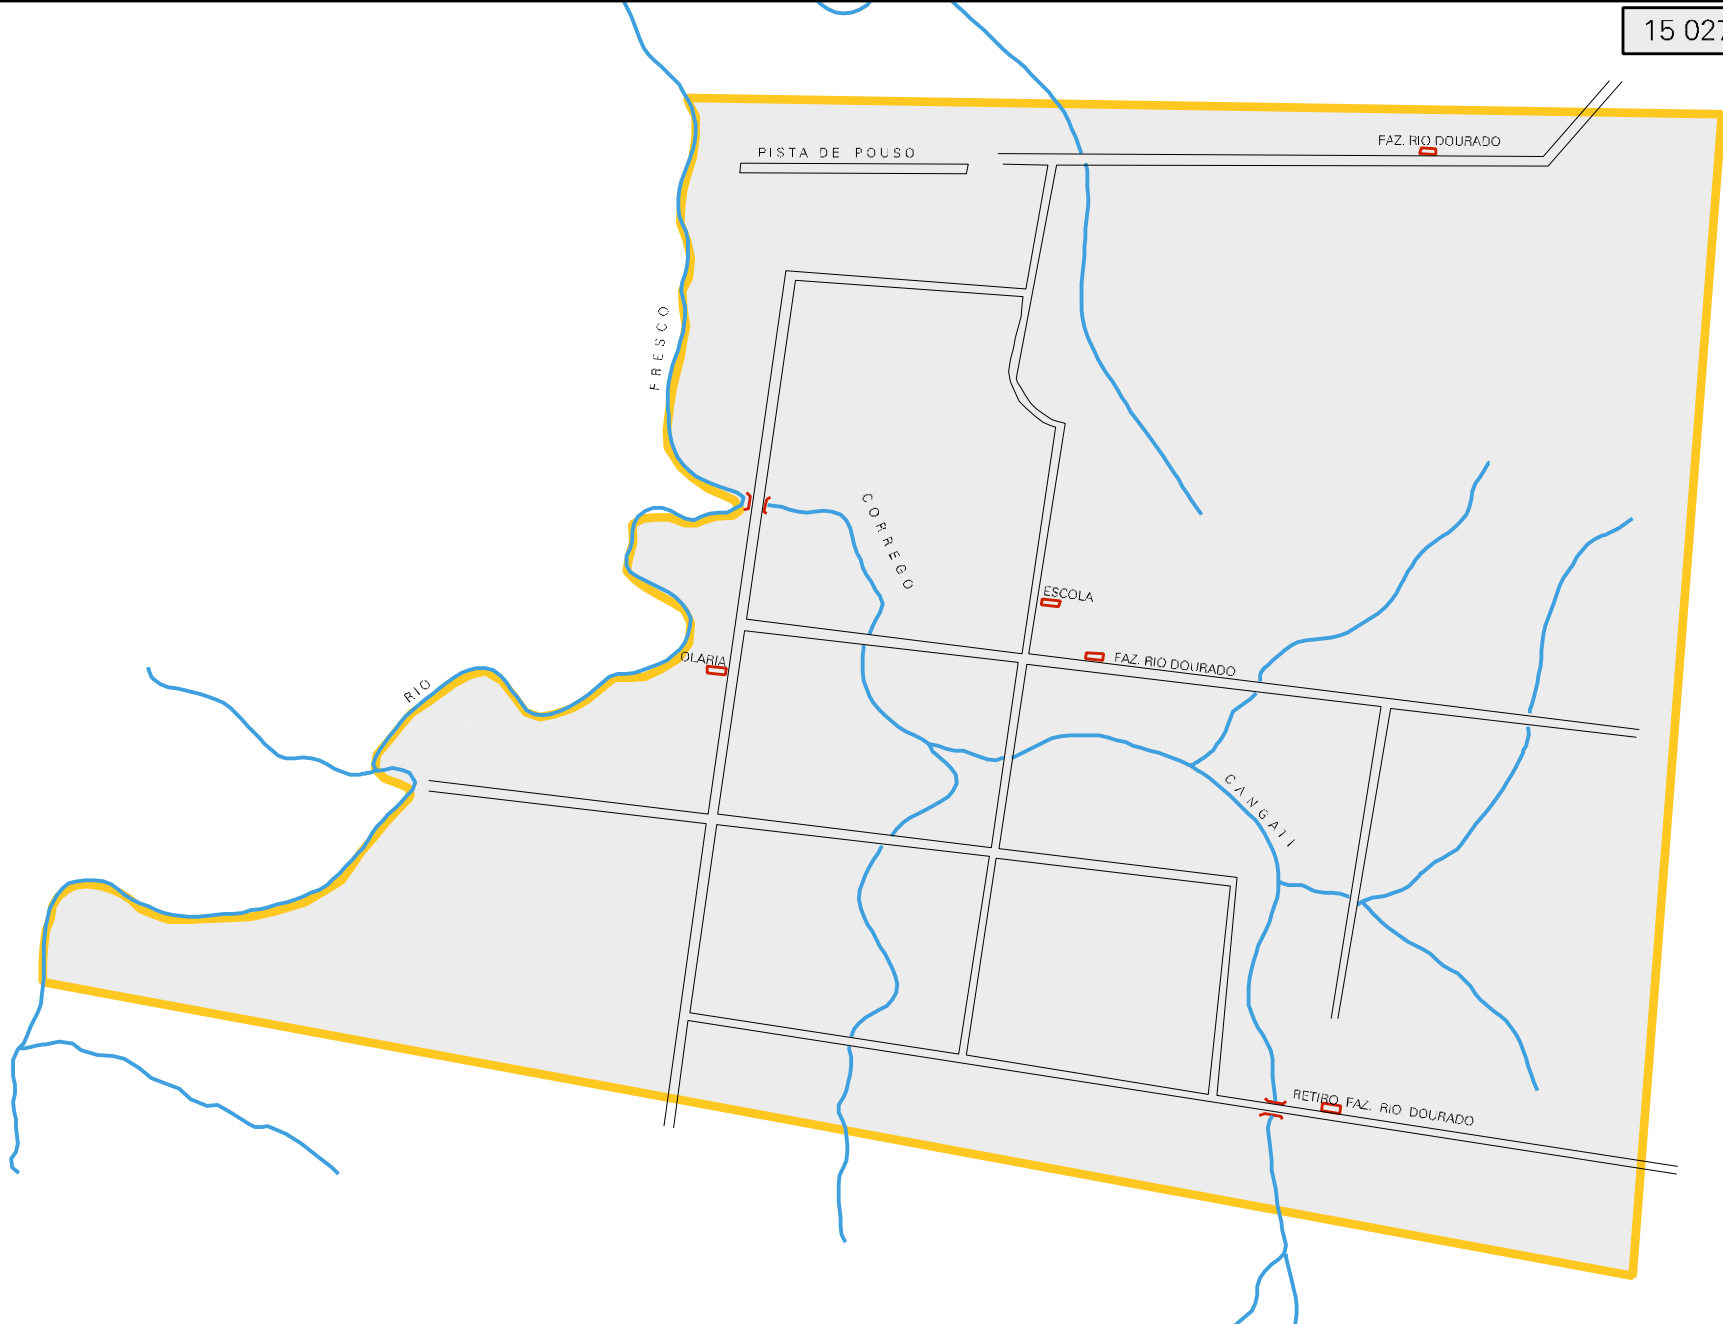 15 027
FAZ. RIO DOURADO
PISTA DE POUSO
FRESCO
CORREGO
ESCOLA
OLARIA
FAZ. RIO DOURADO
RIO
CANGATI
RETIRO FAZ. RIO DOURADO